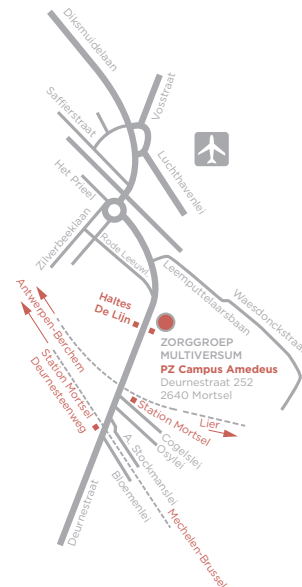 Diksmuidelaan
Vosstraat
Saffierstraat
Luchthavenlei
Het Prieel
Zilverbeeklaan
Rode Leeuwl.
Leemputtelaarsbaan
Waesdonckstraat
Antwerpen-Berchem
Haltes
De Lijn
ZORGGROEP
MULTIVERSUM
PZ Campus Amedeus
Deurnestraat 252
2640 Mortsel
Station Mortsel
Deurnesteenweg
Station Mortsel
Lier
Cogelslei
Osylei
A. Stockmanslei
Bloemenlei
Deurnestraat
Mechelen-Brussel